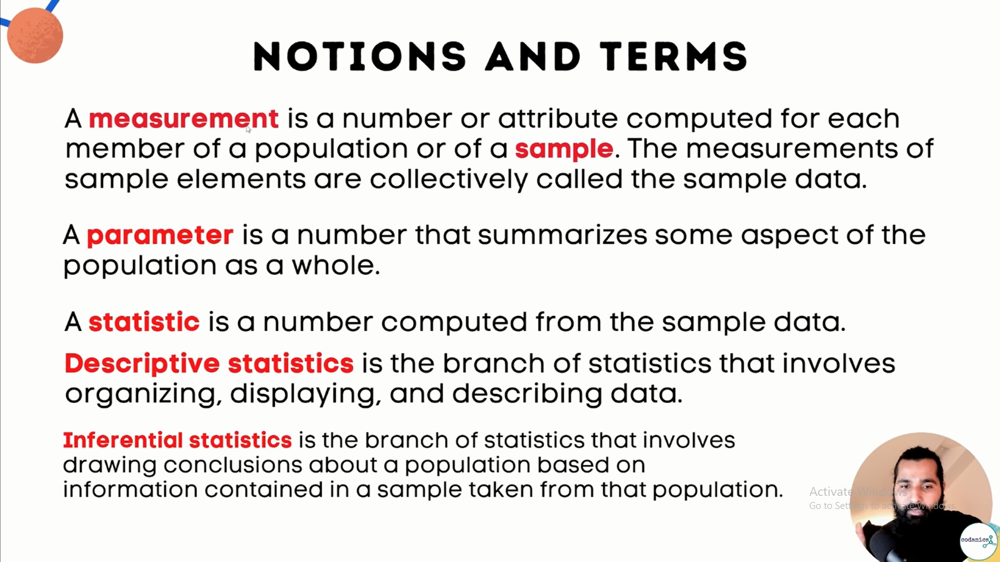 NOTIONS AND TERMS
A measurement is a number or attribute computed for each
member of a population or of a sample. The measurements of
sample elements are collectively called the sample data.
A parameter is a number that summarizes some aspect of the
population as a whole.
A statistic is a number computed from the sample data.
Descriptive statistics is the branch of statistics that involves
organizing, displaying, and describing data.
Inferential statistics is the branch of statistics that involves
drawing conclusions about a population based on
information contained in a sample taken from that population.
Activate Windows
Go to Settings to activate Windows.
codanics